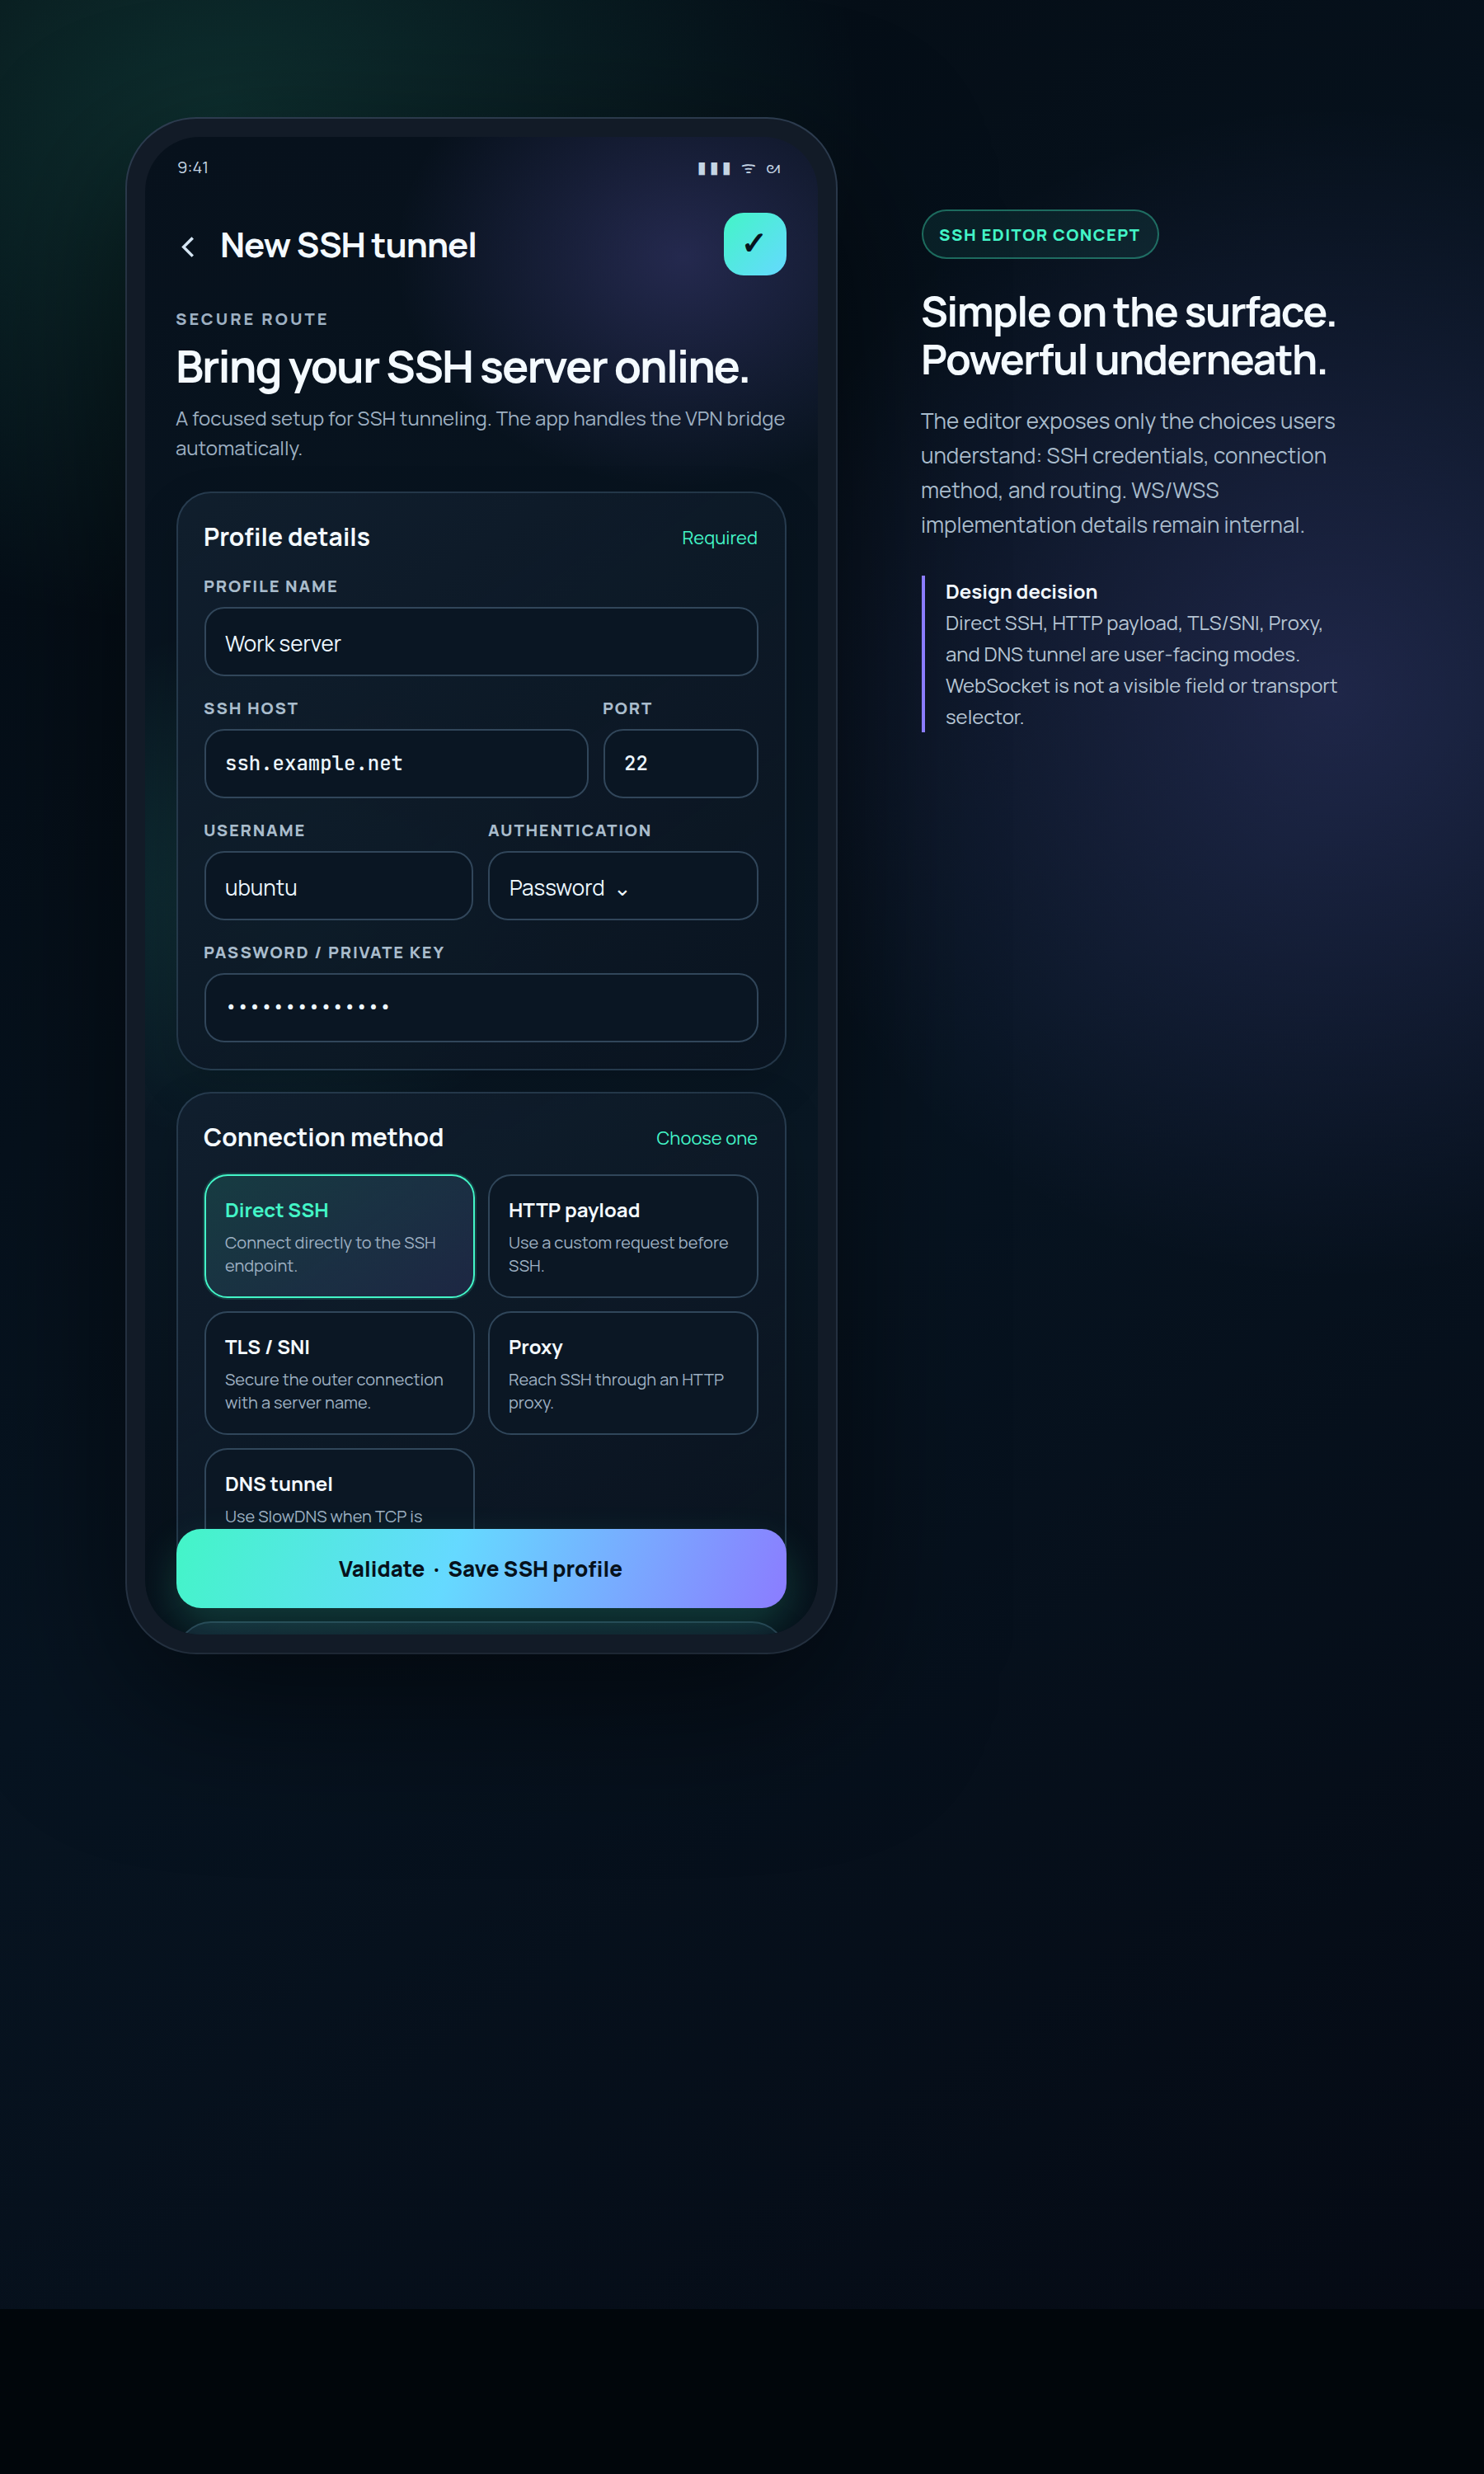 9:41
New SSH tunnel
✓
SECURE ROUTE
Bring your SSH server online.
A focused setup for SSH tunneling. The app handles the VPN bridge
automatically.
Profile details
Required
PROFILE NAME
Work server
SSH HOST
PORT
ssh.example.net
22
USERNAME
AUTHENTICATION
ubuntu
Password ⌄
PASSWORD / PRIVATE KEY
••••••••••••••
Connection method
Choose one
Direct SSH
Connect directly to the SSH
endpoint.
HTTP payload
Use a custom request before
SSH.
TLS / SNI
Secure the outer connection
with a server name.
Proxy
Reach SSH through an HTTP
proxy.
DNS tunnel
Use SlowDNS when TCP is
Validate · Save SSH profile
SSH EDITOR CONCEPT
Simple on the surface.
Powerful underneath.
The editor exposes only the choices users
understand: SSH credentials, connection
method, and routing. WS/WSS
implementation details remain internal.
Design decision
Direct SSH, HTTP payload, TLS/SNI, Proxy,
and DNS tunnel are user-facing modes.
WebSocket is not a visible field or transport
selector.